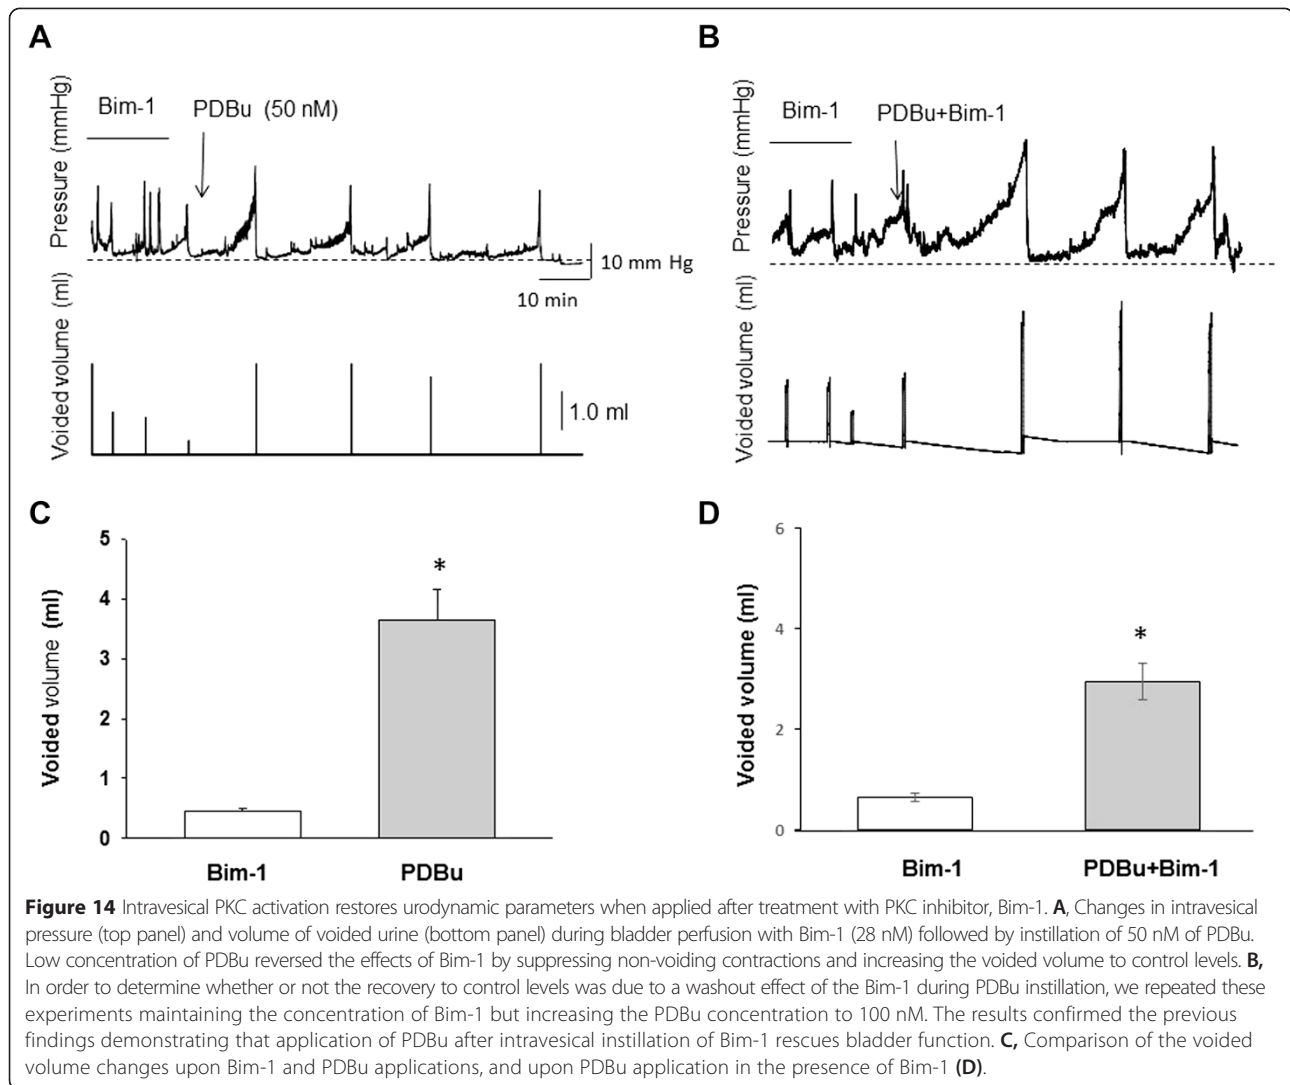 A
Pressure (mmHg)
Bim-1
PDBu (50 nM)
10 mm Hg
10 min
Voided volume (ml)
1.0 ml
B
Pressure (mmHg)
Bim-1
PDBu+Bim-1
Voided volume (ml)
C
Voided volume (ml)
5
4
3
2
1
0
*
Bim-1
PDBu
D
Voided volume (ml)
6
4
2
0
*
Bim-1
PDBu+Bim-1
Figure 14 Intravesical PKC activation restores urodynamic parameters when applied after treatment with PKC inhibitor, Bim-1. A, Changes in intravesical
pressure (top panel) and volume of voided urine (bottom panel) during bladder perfusion with Bim-1 (28 nM) followed by instillation of 50 nM of PDBu.
Low concentration of PDBu reversed the effects of Bim-1 by suppressing non-voiding contractions and increasing the voided volume to control levels. B,
In order to determine whether or not the recovery to control levels was due to a washout effect of the Bim-1 during PDBu instillation, we repeated these
experiments maintaining the concentration of Bim-1 but increasing the PDBu concentration to 100 nM. The results confirmed the previous
findings demonstrating that application of PDBu after intravesical instillation of Bim-1 rescues bladder function. C, Comparison of the voided
volume changes upon Bim-1 and PDBu applications, and upon PDBu application in the presence of Bim-1 (D).